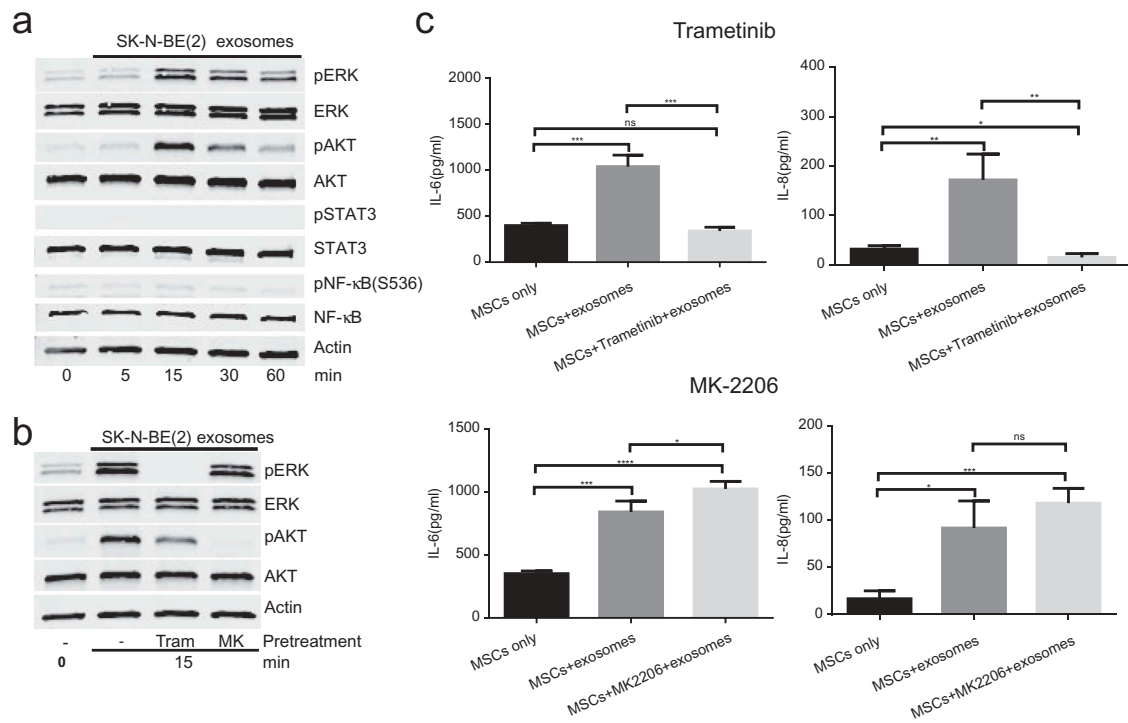 a
SK-N-BE(2) exosomes
pERK
ERK
pAKT
AKT
pSTAT3
STAT3
pNF-κB(S536)
NF-κB
Actin
0 5 15 30 60 min
b
SK-N-BE(2) exosomes
pERK
ERK
pAKT
AKT
Actin
- - Tram MK Pretreatment
0 15 min
c
Trametinib
IL-6(pg/ml)
2000
1500
1000
500
0
***
ns
***
MSCs only
MSCs+exosomes
MSCs+Trametinib+exosomes
IL-8(pg/ml)
400
300
200
100
0
**
*
**
MSCs only
MSCs+exosomes
MSCs+Trametinib+exosomes
MK-2206
IL-6(pg/ml)
1500
1000
500
0
*
****
***
MSCs only
MSCs+exosomes
MSCs+MK2206+exosomes
IL-8(pg/ml)
200
150
100
50
0
ns
***
*
MSCs only
MSCs+exosomes
MSCs+MK2206+exosomes